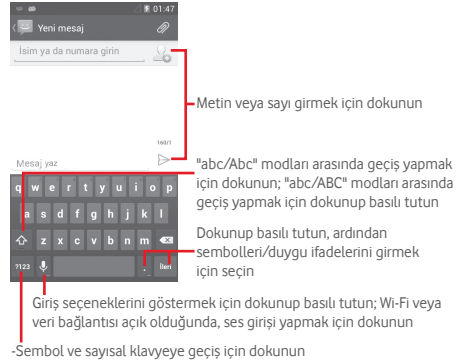 01:47
Yeni mesaj
İsim ya da numara girin
Metin veya sayı girmek için dokunun
160/1
Mesaj yaz
"abc/Abc" modları arasında geçiş yapmak
için dokunun; "abc/ABC" modları arasında
geçiş yapmak için dokunup basılı tutun
q w e r t y u i o p
a s d f g h j k l
z x c v b n m
Dokunup basılı tutun, ardından
sembolleri/duygu ifadelerini girmek
için seçin
?123 . İleri
Giriş seçeneklerini göstermek için dokunup basılı tutun; Wi-Fi veya
veri bağlantısı açık olduğunda, ses girişi yapmak için dokunun
-Sembol ve sayısal klavyeye geçiş için dokunun